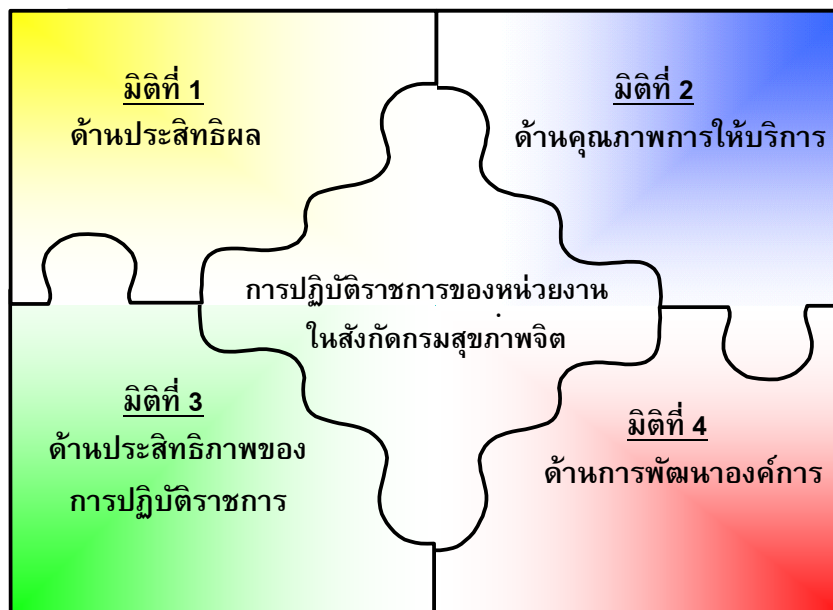 มิติที่ 1
ด้านประสิทธิผล
มิติที่ 2
ด้านคุณภาพการให้บริการ
การปฏิบัติราชการของหน่วยงาน
ในสังกัดกรมสุขภาพจิต
มิติที่ 3
ด้านประสิทธิภาพของ
การปฏิบัติราชการ
มิติที่ 4
ด้านการพัฒนาองค์การ